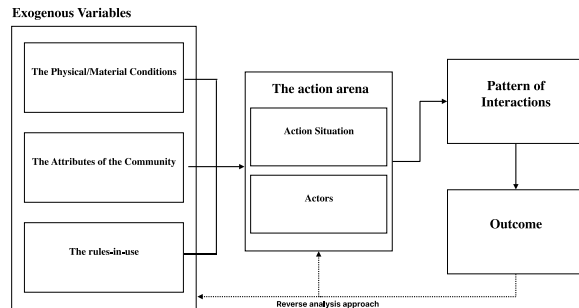 Exogenous Variables
The Physical/Material Conditions
The Attributes of the Community
The rules-in-use
The action arena
Action Situation
Actors
Pattern of
Interactions
Outcome
Reverse analysis approach